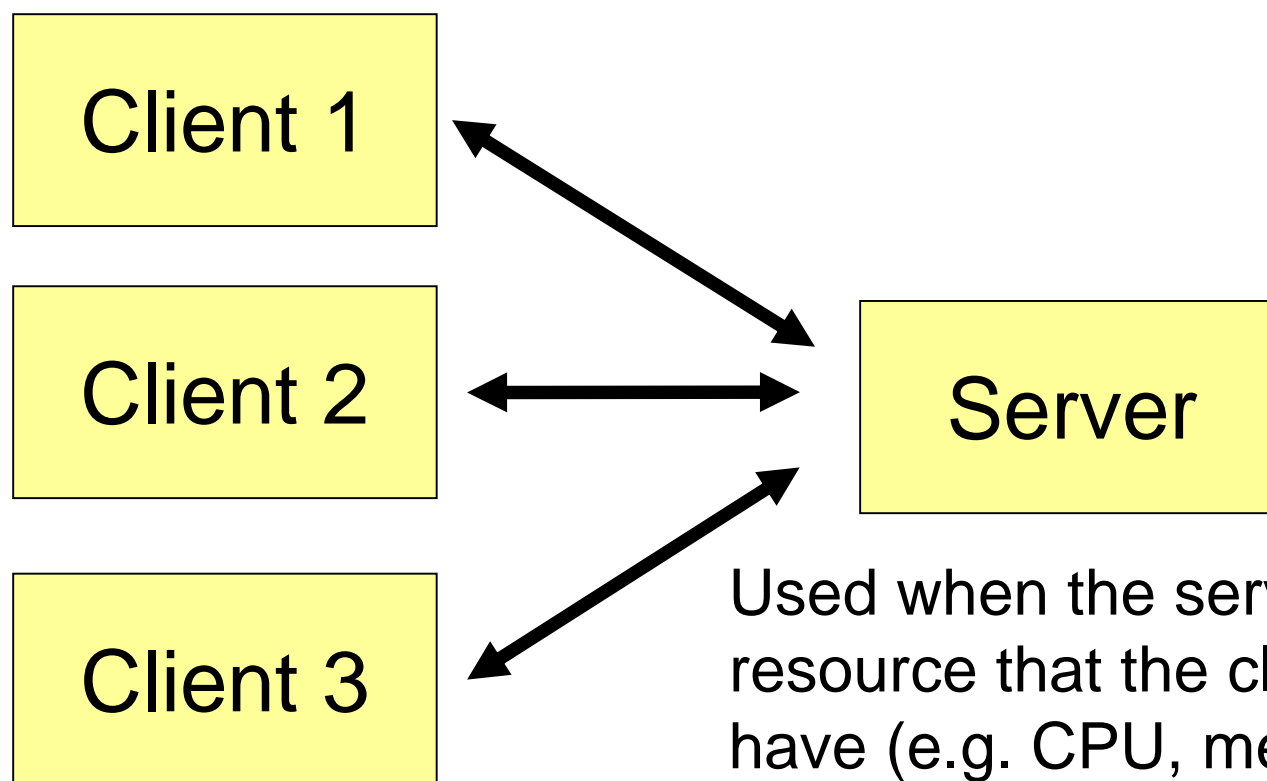 Client 1
Client 2
Server
Client 3
Used when the ser
resource that the cl
have (e.g. CPU, me